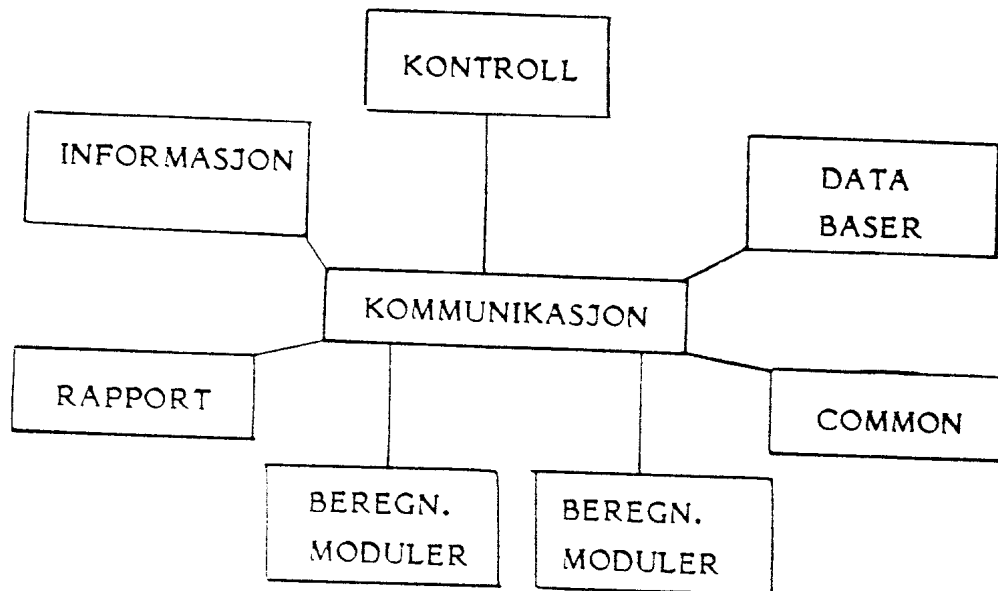 KONTROLL
INFORMASJON
DATA
BASER
KOMMUNIKASJON
RAPPORT
COMMON
BEREGN.
MODULER
BEREGN.
MODULER